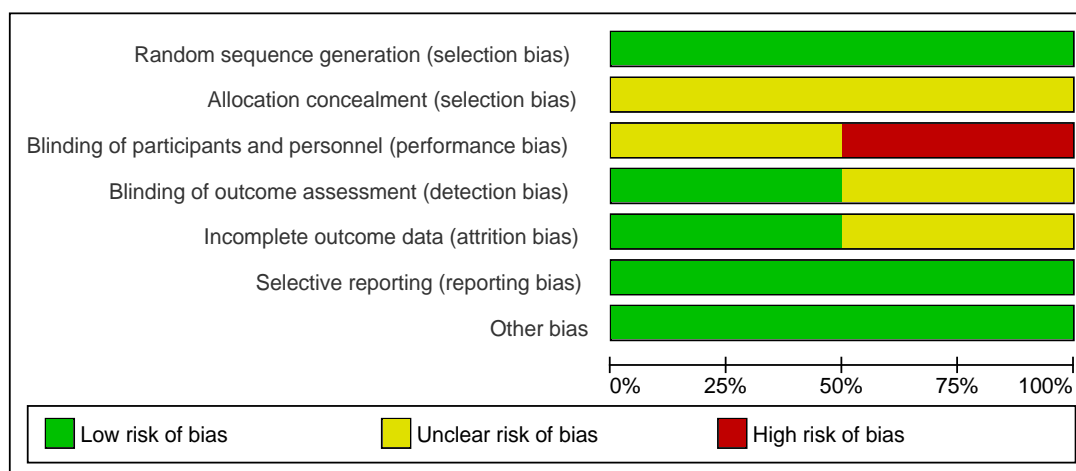 Random sequence generation (selection bias)
Allocation concealment (selection bias)
Blinding of participants and personnel (performance bias)
Blinding of outcome assessment (detection bias)
Incomplete outcome data (attrition bias)
Selective reporting (reporting bias)
Other bias
0% 25% 50% 75% 100%
Low risk of bias Unclear risk of bias High risk of bias